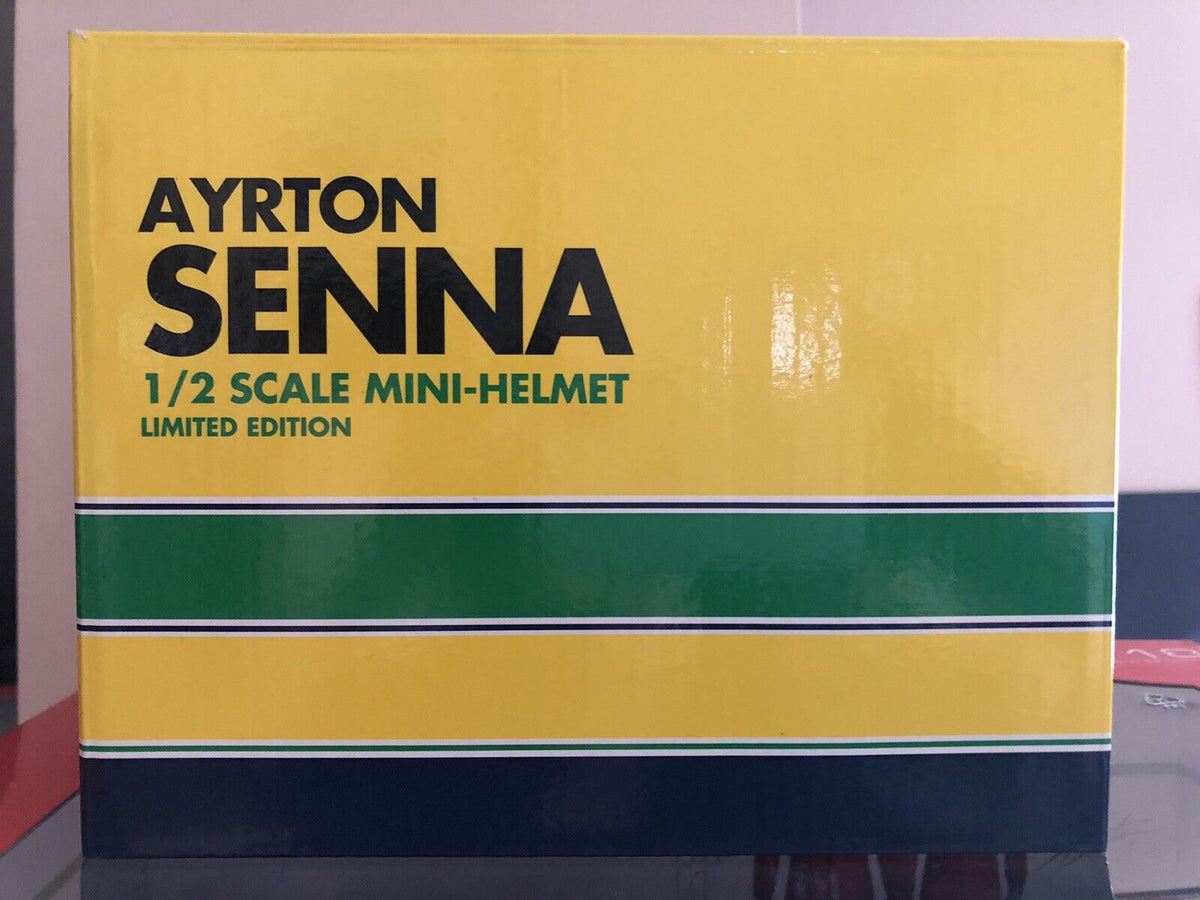 AYRTON
SENNA
1/2 SCALE MINI-HELMET
LIMITED EDITION